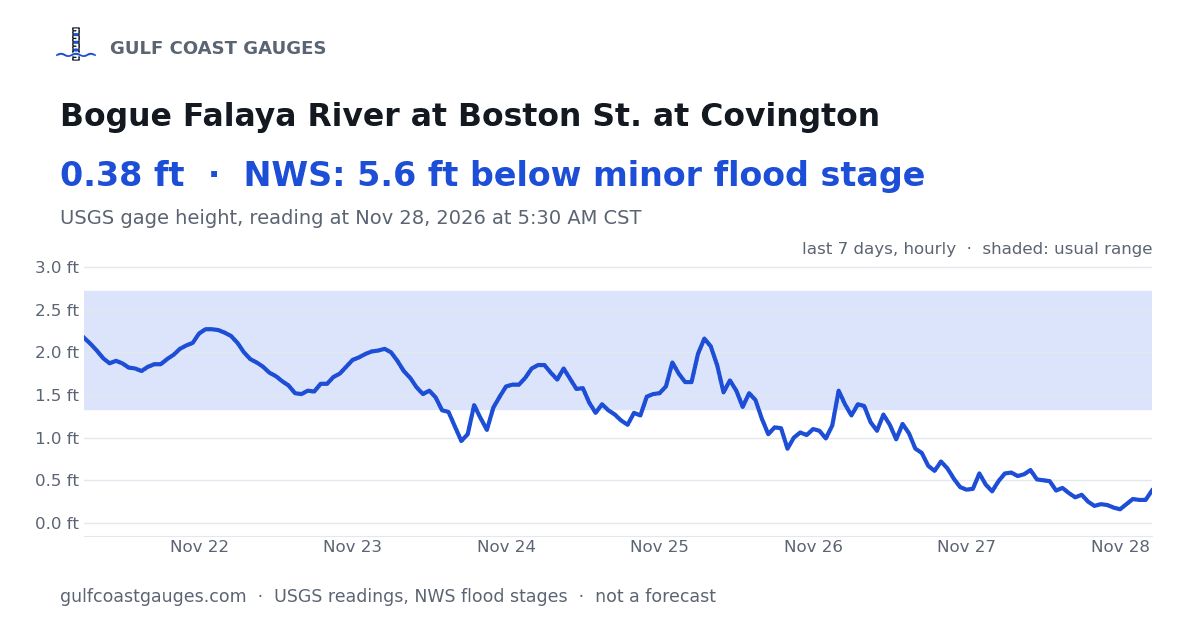 GULF COAST GAUGES
Bogue Falaya River at Boston St. at Covington
0.38 ft · NWS: 5.6 ft below minor flood stage
USGS gage height, reading at Nov 28, 2026 at 5:30 AM CST
last 7 days, hourly · shaded: usual range
3.0 ft
2.5 ft
2.0 ft
1.5 ft
1.0 ft
0.5 ft
0.0 ft
Nov 22 Nov 23 Nov 24 Nov 25 Nov 26 Nov 27 Nov 28
gulfcoastgauges.com · USGS readings, NWS flood stages · not a forecast